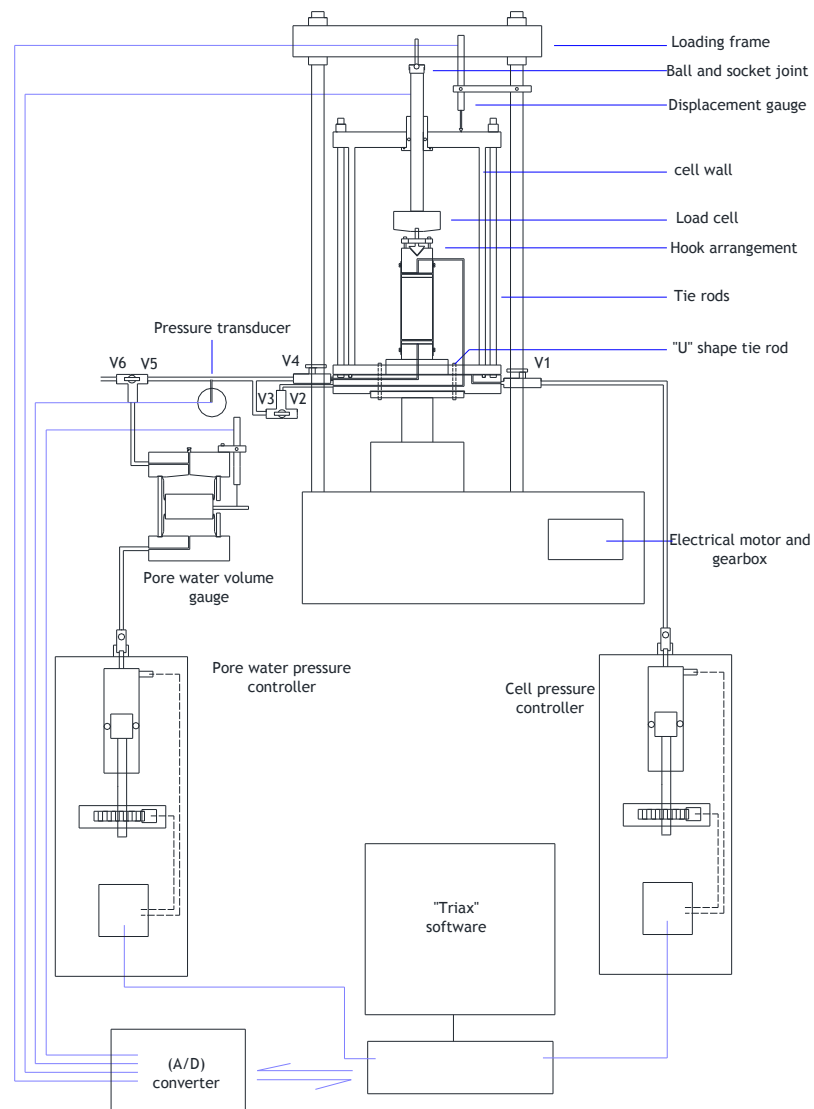 Loading frame
Ball and socket joint
Displacement gauge
cell wall
Load cell
Hook arrangement
Tie rods
Pressure transducer
"U" shape tie rod
V6
V5
V4
V1
V3
V2
Electrical motor and
gearbox
Pore water volume
gauge
Pore water pressure
controller
Cell pressure
controller
"Triax"
software
(A/D)
converter